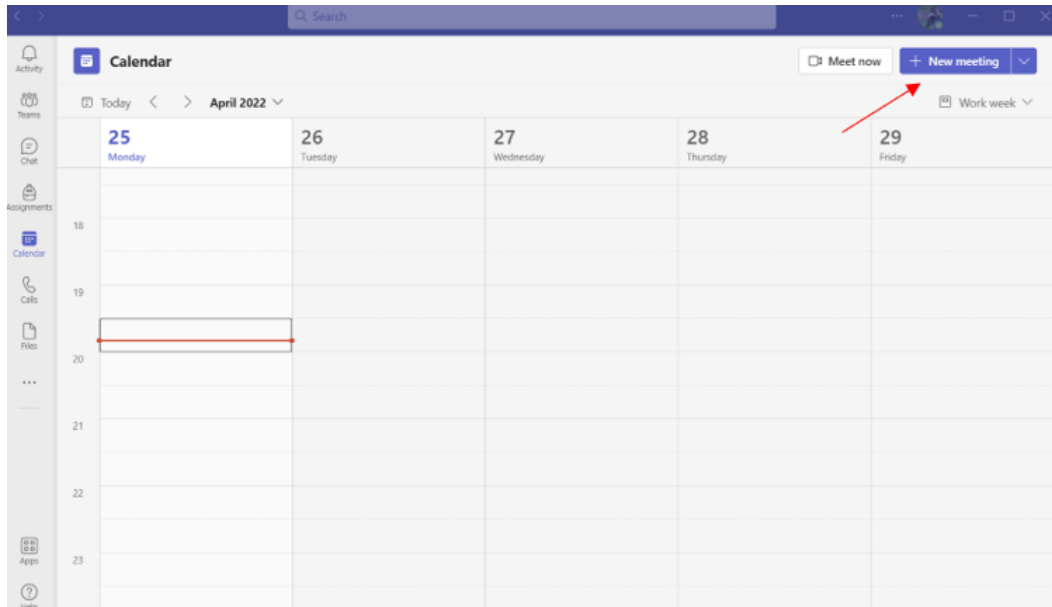 Search
Activity
Calendar
Meet now
+ New meeting
Teams
Today
April 2022
Work week
25
Monday
26
Tuesday
27
Wednesday
28
Thursday
29
Friday
Chat
Assignments
18
Calendar
Calls
19
Files
20
21
22
Apps
23